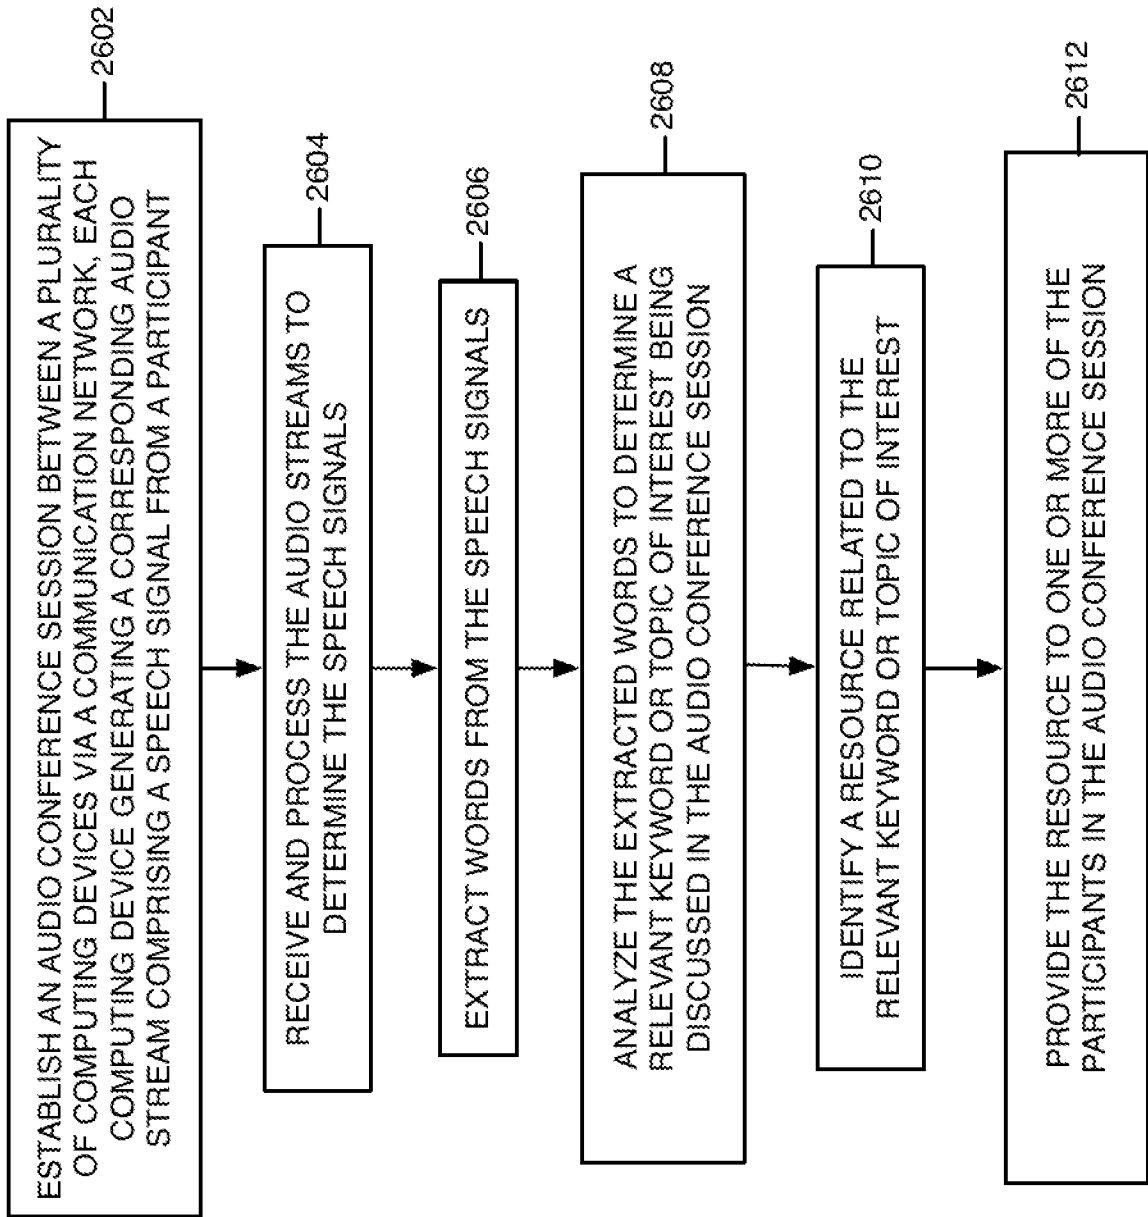 ESTABLISH AN AUDIO CONFERENCE SESSION BETWEEN A PLURALITY
OF COMPUTING DEVICES VIA A COMMUNICATION NETWORK, EACH
COMPUTING DEVICE GENERATING A CORRESPONDING AUDIO
STREAM COMPRISING A SPEECH SIGNAL FROM A PARTICIPANT
2602
RECEIVE AND PROCESS THE AUDIO STREAMS TO
DETERMINE THE SPEECH SIGNALS
2604
EXTRACT WORDS FROM THE SPEECH SIGNALS
2606
ANALYZE THE EXTRACTED WORDS TO DETERMINE A
RELEVANT KEYWORD OR TOPIC OF INTEREST BEING
DISCUSSED IN THE AUDIO CONFERENCE SESSION
2608
IDENTIFY A RESOURCE RELATED TO THE
RELEVANT KEYWORD OR TOPIC OF INTEREST
2610
PROVIDE THE RESOURCE TO ONE OR MORE OF THE
PARTICIPANTS IN THE AUDIO CONFERENCE SESSION
2612